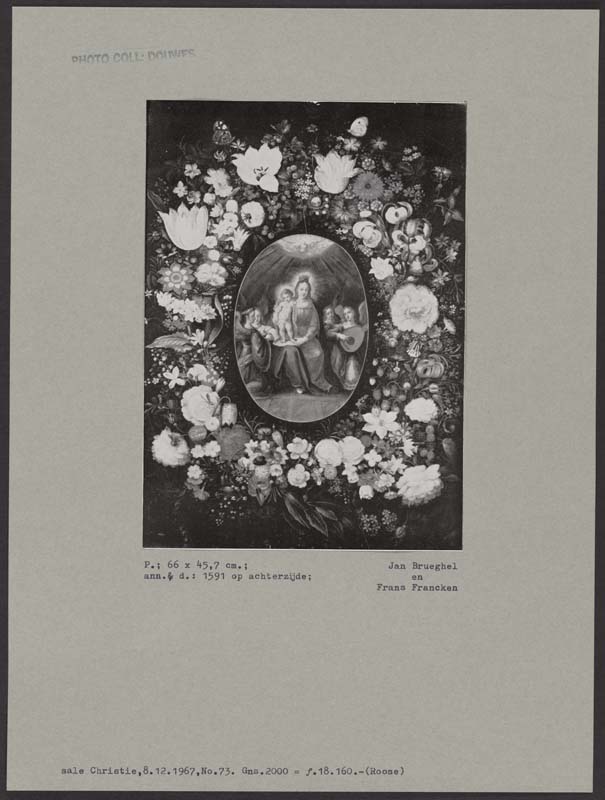 PHOTO COLL: DOUWES
P.; 66 x 45,7 cm.;
ann.& d.: 1591 op achterzijde;
Jan Brueghel
en
Frans Francken
sale Christie,8.12.1967,No.73. Gns.2000 = ƒ.18.160.-(Roose)